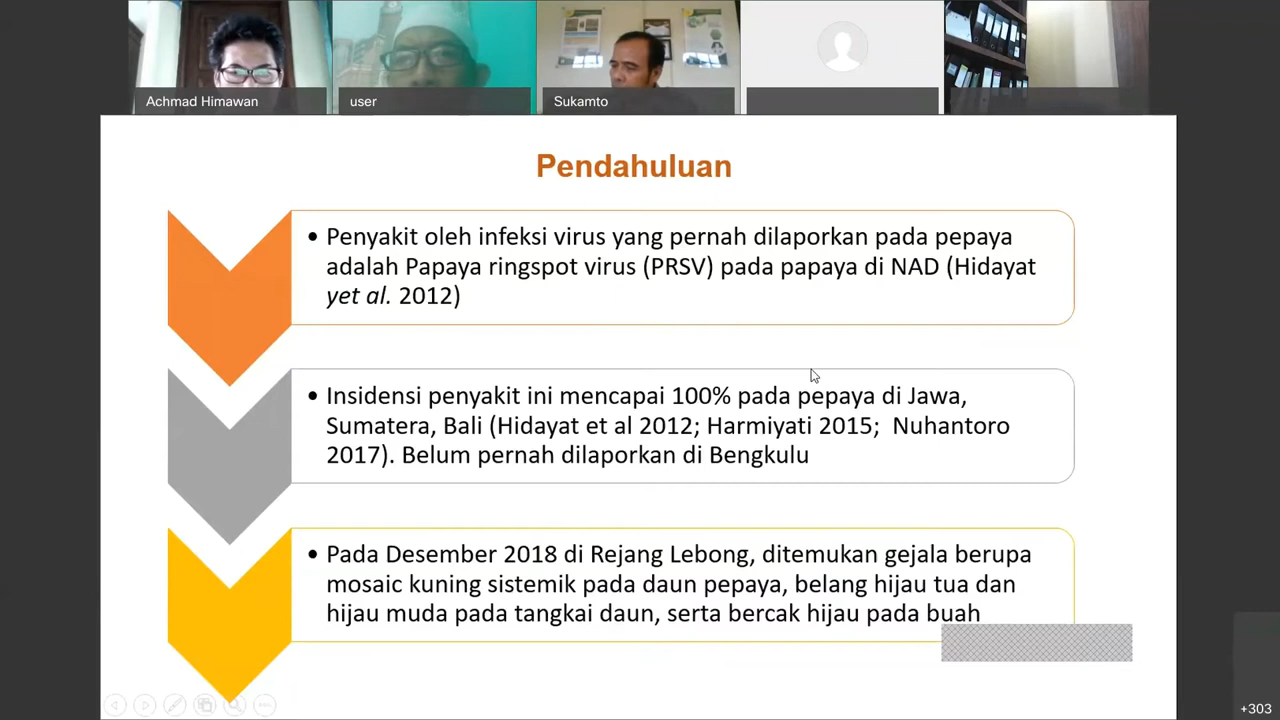 Achmad Himawan
user
Sukamto
Pendahuluan
• Penyakit oleh infeksi virus yang pernah dilaporkan pada pepaya
adalah Papaya ringspot virus (PRSV) pada papaya di NAD (Hidayat
yet al. 2012)
• Insidensi penyakit ini mencapai 100% pada pepaya di Jawa,
Sumatera, Bali (Hidayat et al 2012; Harmiyati 2015; Nuhantoro
2017). Belum pernah dilaporkan di Bengkulu
• Pada Desember 2018 di Rejang Lebong, ditemukan gejala berupa
mosaic kuning sistemik pada daun pepaya, belang hijau tua dan
hijau muda pada tangkai daun, serta bercak hijau pada buah
+303